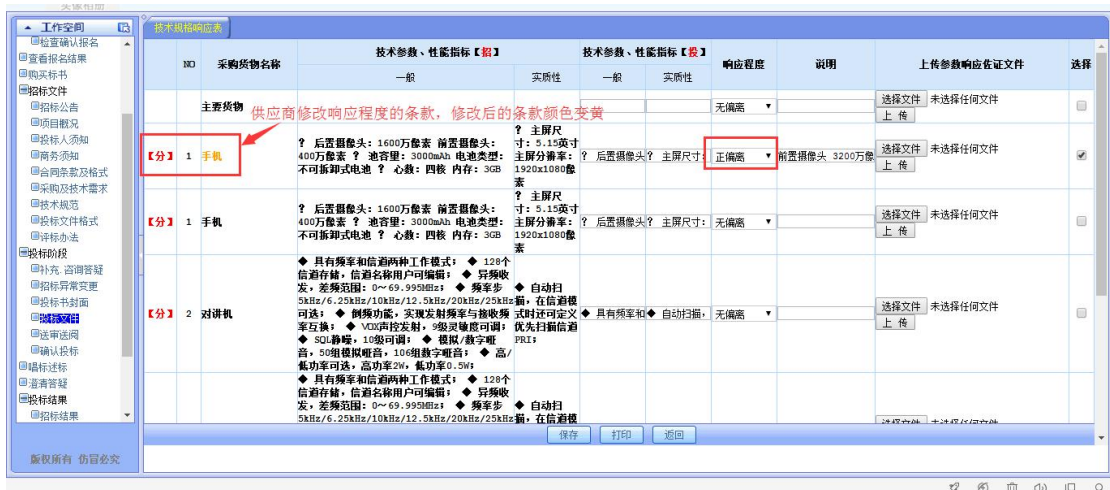 工作空间
检查确认报名
查看报名结果
购买标书
招标文件
招标公告
项目概况
投标人须知
商务须知
合同条款及格式
采购及技术需求
技术规范
投标文件格式
评标办法
投标阶段
补充.咨询答疑
招标异常变更
投标书封面
投标文件
送审送阅
确认投标
唱标述标
澄清答疑
投标结果
招标结果
版权所有 仿冒必究
技术规格响应表
NO
采购货物名称
技术参数、性能指标【招】
技术参数、性能指标【投】
响应程度
说明
上传参数响应佐证文件
选择
一般
实质性
一般
实质性
主要货物
无偏离
选择文件 未选择任何文件
上 传
供应商修改响应程度的条款，修改后的条款颜色变黄
【分】 1 手机
? 后置摄像头：1600万像素 前置摄像头：
400万像素 ? 池容里：3000mAh 电池类型：
不可拆卸式电池 ? 心数：四核 内存：3GB
? 主屏尺
寸：5.15英寸
主屏分辨率：
1920x1080像
素
? 后置摄像头
? 主屏尺寸：
正偏离
前置摄像头 3200万像
选择文件 未选择任何文件
上 传
【分】 1 手机
? 后置摄像头：1600万像素 前置摄像头：
400万像素 ? 池容里：3000mAh 电池类型：
不可拆卸式电池 ? 心数：四核 内存：3GB
? 主屏尺
寸：5.15英寸
主屏分辨率：
1920x1080像
素
? 后置摄像头
? 主屏尺寸：
无偏离
选择文件 未选择任何文件
上 传
【分】 2 对讲机
◆ 具有频率和信道两种工作模式； ◆ 128个
信道存储，信道名称用户可编辑； ◆ 异频收
发，差频范围：0～69.995MHz； ◆ 频率步
5kHz/6.25kHz/10kHz/12.5kHz/20kHz/25kHz
可选； ◆ 倒频功能，实现发射频率与接收频
率互换； ◆ VOX声控发射，9级灵敏度可调；
◆ SQL静噪，10级可调； ◆ 模拟/数字哑
音，50组模拟哑音，106组数字哑音； ◆ 高/
低功率可选，高功率2W，低功率0.5W；
◆ 自动扫
描，在信道模
式时还可定义
优先扫描信道
PRI；
◆ 具有频率和
◆ 自动扫描，
无偏离
选择文件 未选择任何文件
上 传
◆ 具有频率和信道两种工作模式； ◆ 128个
信道存储，信道名称用户可编辑； ◆ 异频收
发，差频范围：0～69.995MHz； ◆ 频率步
5kHz/6.25kHz/10kHz/12.5kHz/20kHz/25kHz
◆ 自动扫
描，在信道模
保存
打印
返回